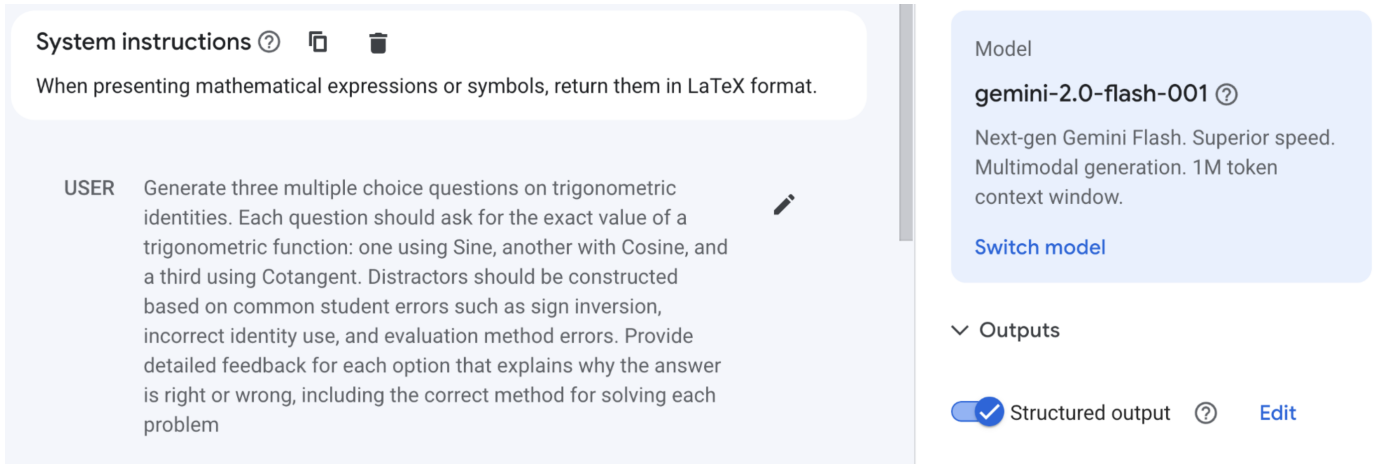 System instructions
When presenting mathematical expressions or symbols, return them in LaTeX format.
USER
Generate three multiple choice questions on trigonometric
identities. Each question should ask for the exact value of a
trigonometric function: one using Sine, another with Cosine, and
a third using Cotangent. Distractors should be constructed
based on common student errors such as sign inversion,
incorrect identity use, and evaluation method errors. Provide
detailed feedback for each option that explains why the answer
is right or wrong, including the correct method for solving each
problem
Model
gemini-2.0-flash-001
Next-gen Gemini Flash. Superior speed.
Multimodal generation. 1M token
context window.
Switch model
Outputs
Structured output
Edit